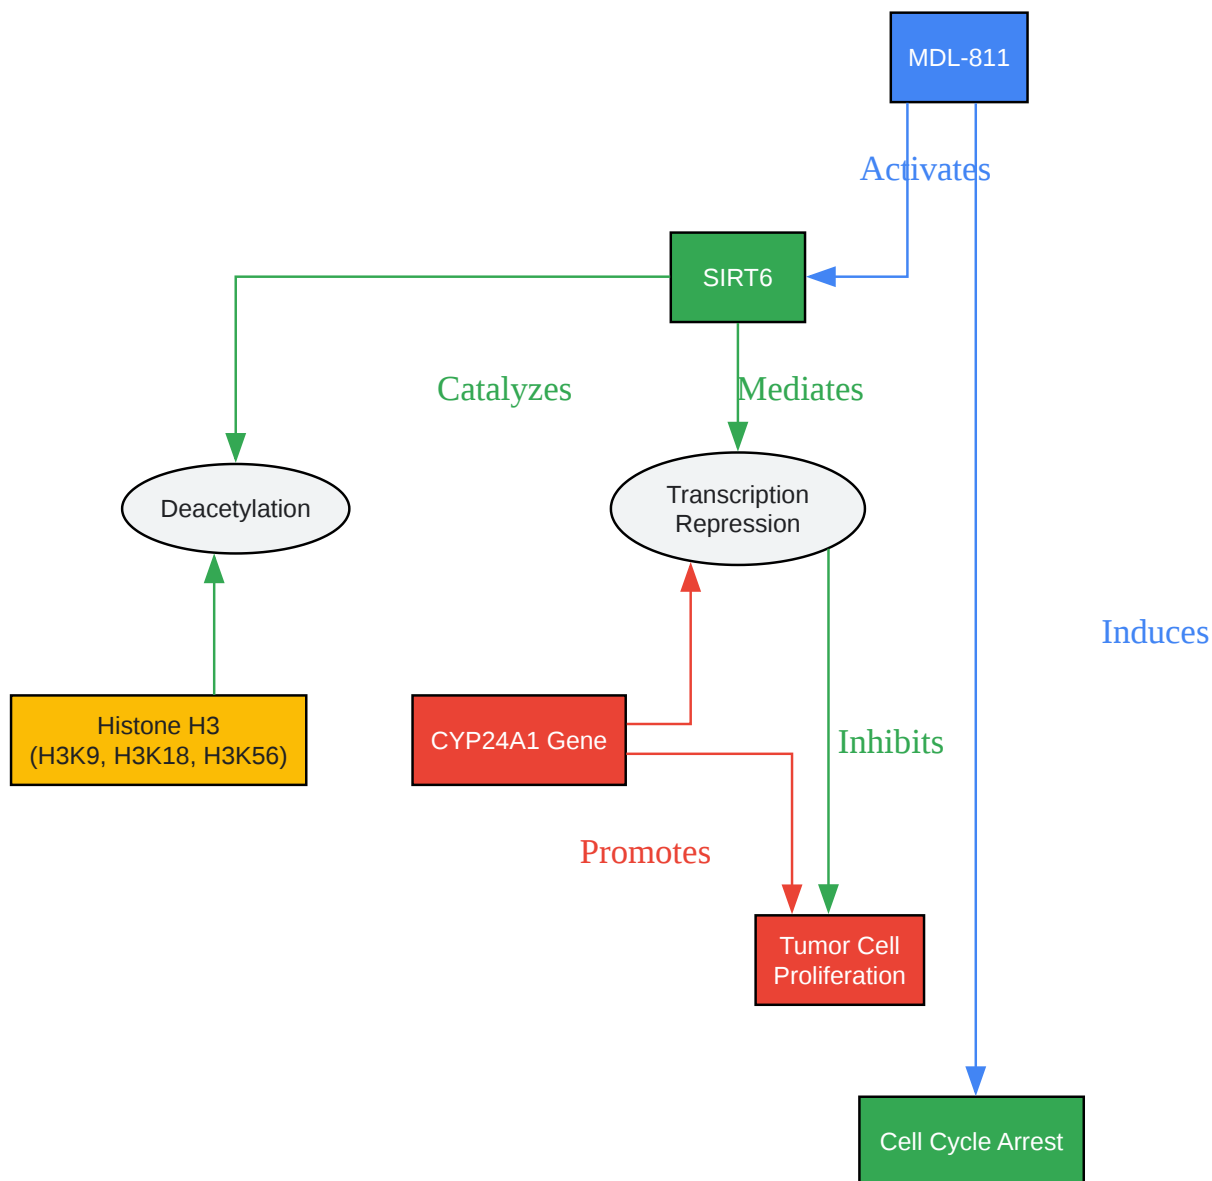 MDL-811
Activates
SIRT6
Catalyzes
Mediates
Deacetylation
Transcription
Repression
Induces
Histone H3
(H3K9, H3K18, H3K56)
CYP24A1 Gene
Inhibits
Promotes
Tumor Cell
Proliferation
Cell Cycle Arrest